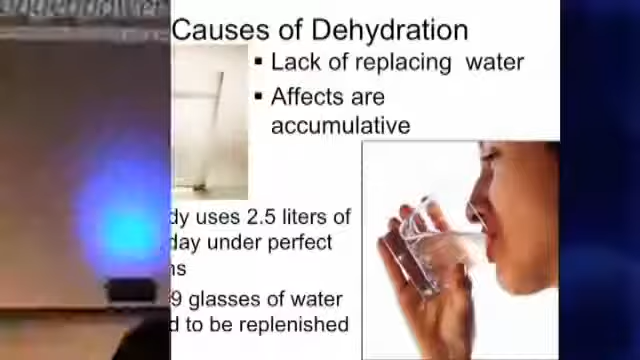 Causes of Dehydration
▪ Lack of replacing water
▪ Affects are
accumulative
dy uses 2.5 liters of
day under perfect
ns
9 glasses of water
d to be replenished